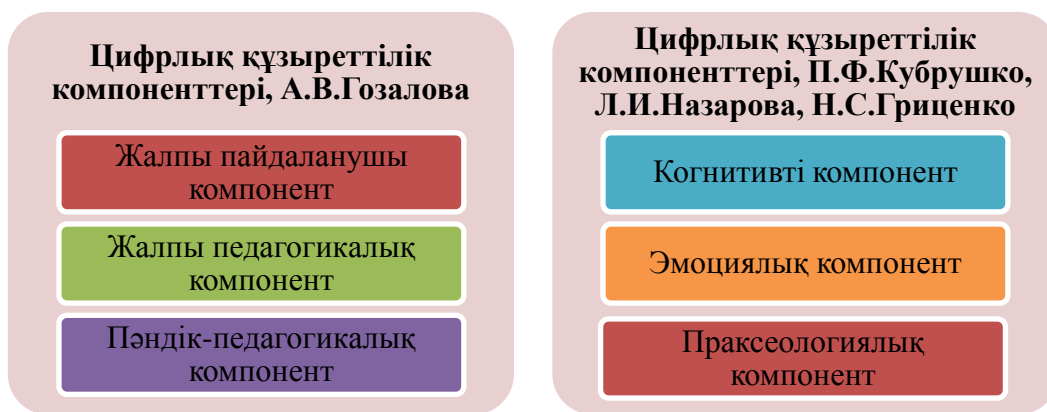 Цифрлық құзыреттілік
компоненттері, А.В.Гозалова
Жалпы пайдаланушы
компонент
Жалпы педагогикалық
компонент
Пәндік-педагогикалық
компонент
Цифрлық құзыреттілік
компоненттері, П.Ф.Кубрушко,
Л.И.Назарова, Н.С.Гриценко
Когнитивті компонент
Эмоциялық компонент
Праксеологиялық
компонент